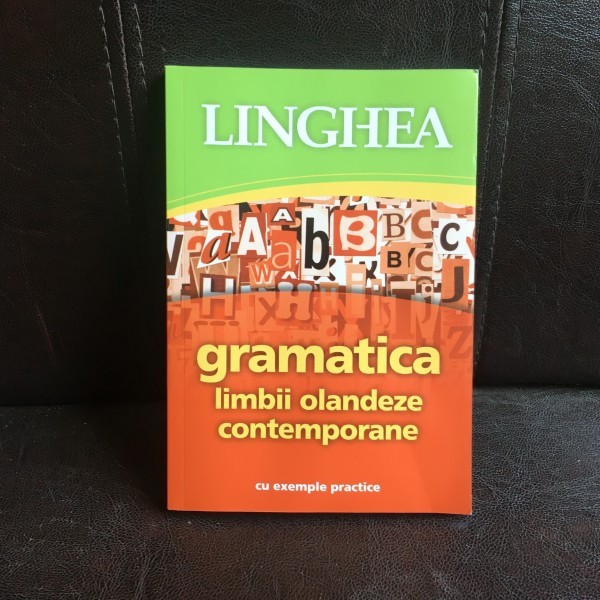 LINGHEA
gramatica
limbii olandeze
contemporane
cu exemple practice